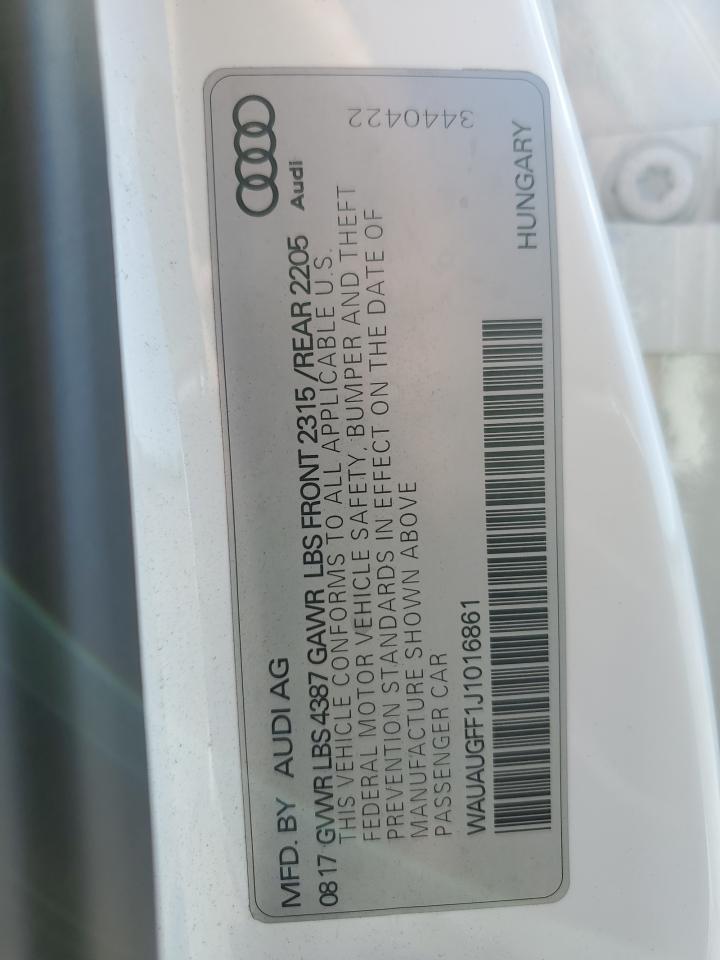 MFD. BY AUDI AG
Audi
0817 GVWR LBS 4387 GAWR LBS FRONT 2315 /REAR 2205
THIS VEHICLE CONFORMS TO ALL APPLICABLE U.S.
FEDERAL MOTOR VEHICLE SAFETY, BUMPER AND THEFT
PREVENTION STANDARDS IN EFFECT ON THE DATE OF
MANUFACTURE SHOWN ABOVE
PASSENGER CAR
3440422
WAUAUGFF1J1016861
HUNGARY